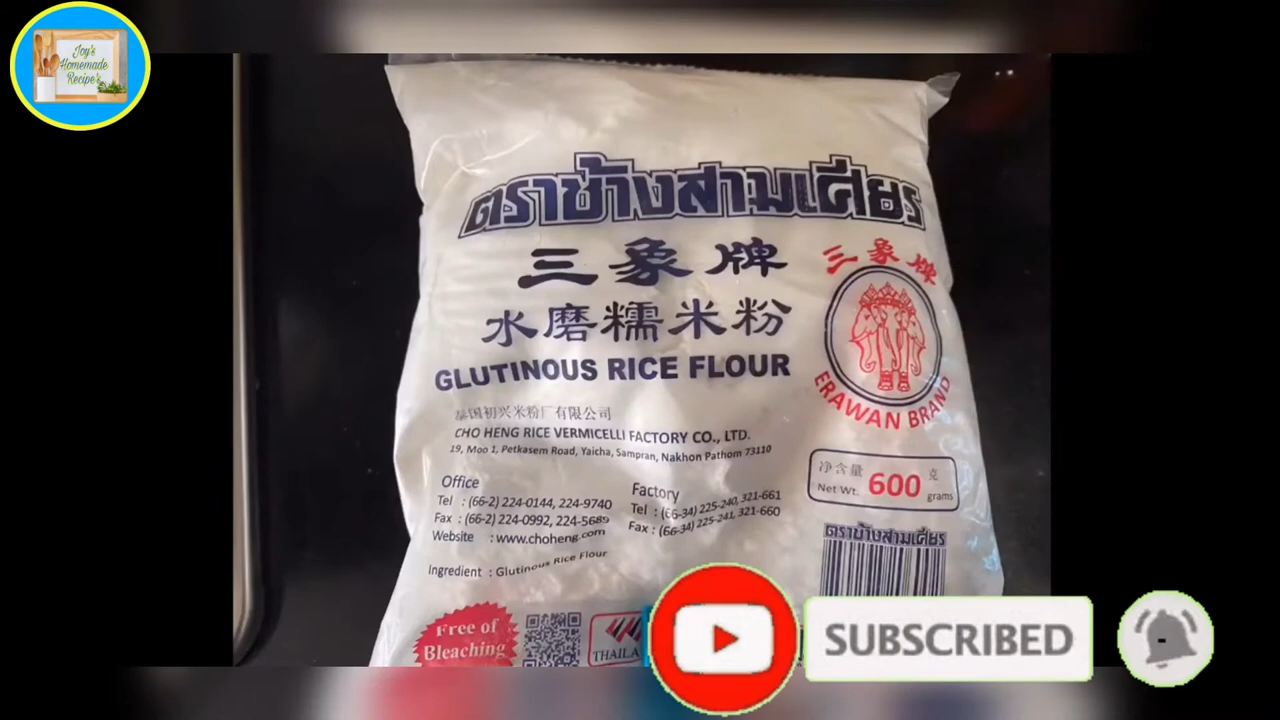 Joy's
Homemade
Recipe's
ตราช้างสามเศียร
三象牌
水磨糯米粉
GLUTINOUS RICE FLOUR
三象牌
ERAWAN BRAND
泰国初兴米粉厂有限公司
CHO HENG RICE VERMICELLI FACTORY CO., LTD.
19, Moo 1, Petkasem Road, Yaicha, Sampran, Nakhon Pathom 73110
净含量 600 克
Net Wt. grams
Office
Tel : (66-2) 224-0144, 224-9740
Fax : (66-2) 224-0992, 224-5689
Website : www.choheng.com
Factory
Tel : (66-34) 225-240, 321-661
Fax : (66-34) 225-241, 321-660
ตราช้างสามเศียร
Ingredient : Glutinous Rice Flour
Free of
Bleaching
SUBSCRIBED